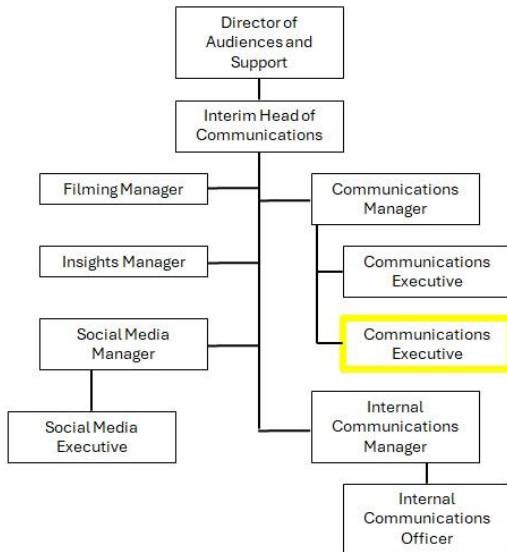 Director of
Audiences and
Support
Interim Head of
Communications
Filming Manager
Communications
Manager
Insights Manager
Communications
Executive
Social Media
Manager
Communications
Executive
Social Media
Executive
Internal
Communications
Manager
Internal
Communications
Officer